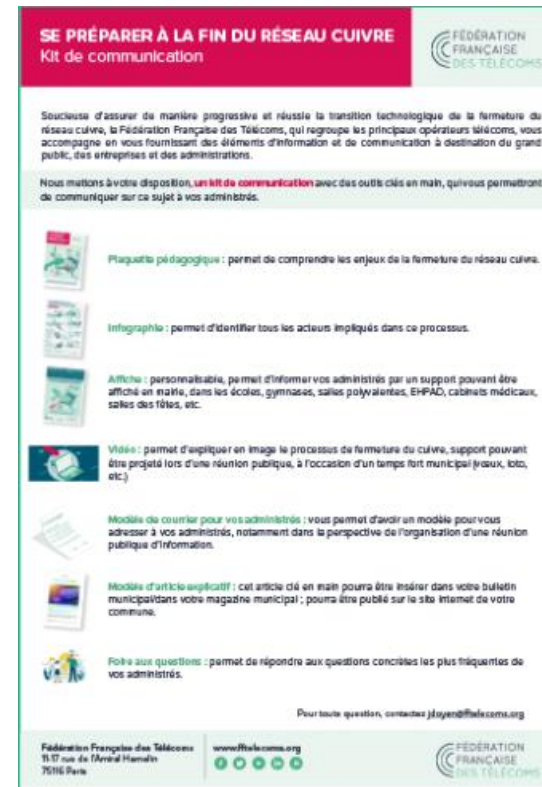 SE PRÉPARER À LA FIN DU RÉSEAU CUIVRE
Kit de communication
FÉDÉRATION
FRANÇAISE
DES TÉLÉCOMS
Soucieuse d'assurer de manière progressive et réussie la transition technologique de la fermeture du
réseau cuivre, la Fédération Française des Télécoms, qui regroupe les principaux opérateurs télécoms, vous
accompagne en vous fournissant des éléments d'information et de communication à destination du grand
public, des entreprises et des administrations.
Nous mettons à votre disposition, un kit de communication avec des outils clés en main, qui vous permettront
de communiquer sur ce sujet à vos administrés.
Plaquette pédagogique : permet de comprendre les enjeux de la fermeture du réseau cuivre.
Infographie : permet d'identifier tous les acteurs impliqués dans ce processus.
Affiche : personnalisable, permet d'informer vos administrés par un support pouvant être
affiché en mairie, dans les écoles, gymnases, salles polyvalentes, EHPAD, cabinets médicaux,
salles des fêtes, etc.
Vidéo : permet d'expliquer en image le processus de fermeture du cuivre, support pouvant
être projeté lors d'une réunion publique, à l'occasion d'un temps fort municipal (vœux, loto,
etc.)
Modèle de courrier pour vos administrés : vous permet d'avoir un modèle pour vous
adresser à vos administrés, notamment dans la perspective de l'organisation d'une réunion
publique d'information.
Modèle d'article explicatif : cet article clé en main pourra être insérer dans votre bulletin
municipal/dans votre magazine municipal ; pourra être publié sur le site internet de votre
commune.
Foire aux questions : permet de répondre aux questions concrètes les plus fréquentes de
vos administrés.
Pour toute question, contactez jdoyen@fftelecoms.org
Fédération Française des Télécoms
11-17 rue de l'Amiral Hamelin
75116 Paris
www.fftelecoms.org
FÉDÉRATION
FRANÇAISE
DES TÉLÉCOMS